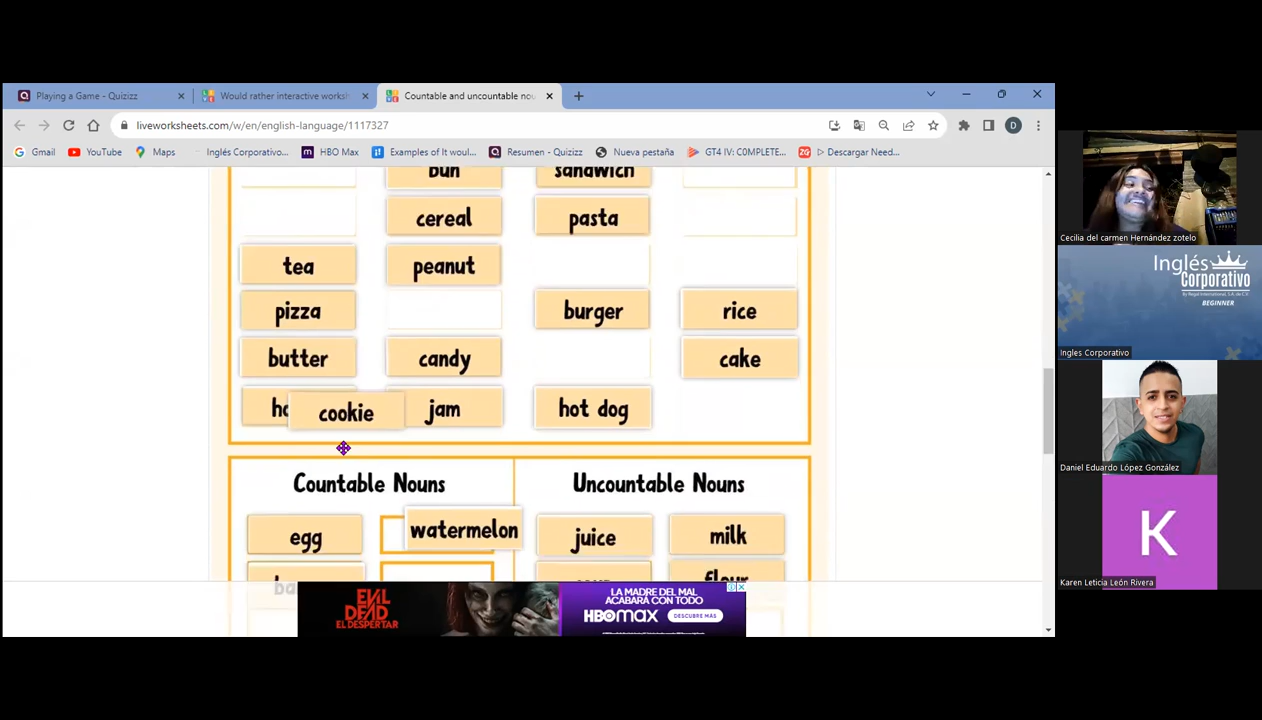 Playing a Game - Quizizz
Would rather interactive worksh
Countable and uncountable nou
liveworksheets.com/w/en/english-language/1117327
D
Gmail
YouTube
Maps
Inglés Corporativo...
HBO Max
Examples of It woul...
Resumen - Quizizz
Nueva pestaña
GT4 IV: C0MPLETE...
▷ Descargar Need...
bun sandwich
cereal pasta
tea peanut
pizza burger rice
butter candy cake
ho cookie jam hot dog
Countable Nouns Uncountable Nouns
egg watermelon juice milk
flour
EVIL
DEAD
EL DESPERTAR
LA MADRE DEL MAL
ACABARÁ CON TODO
HBOMAX
DESCUBRE MÁS
Cecilia del carmen Hernández zotelo
Inglés
Corporativo
BEGINNER
Ingles Corporativo
Daniel Eduardo López González
K
Karen Leticia León Rivera